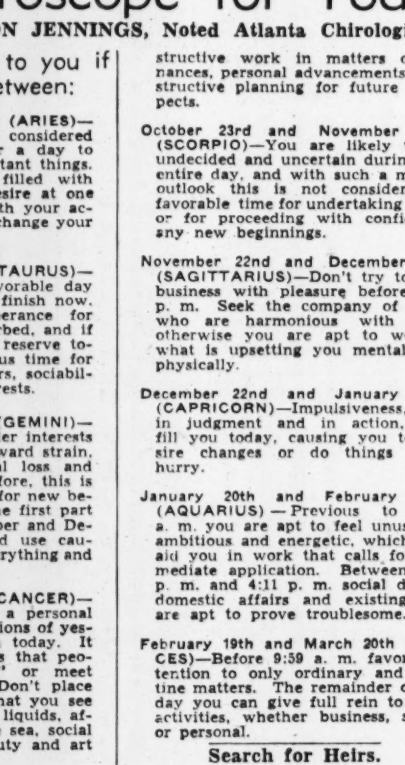 roscope for Tod
ON JENNINGS, Noted Atlanta Chirologi
to you if
etween:
(ARIES)—
considered
r a day to
tant things.
filled with
esire at one
th your ac-
change your
TAURUS)—
vorable day
finish now.
erance for
rbed, and if
reserve to-
us time for
rs, sociabil-
ests.
(GEMINI)—
er interests
ward strain,
l loss and
fore, this is
for new be-
e first part
ber and De-
d use cau-
rything and
CANCER)—
a personal
ions of yes-
today. It
s that peo-
" or meet
Don't place
hat you see
liquids, af-
sea, social
uty and art
structive work in matters o
nances, personal advancements
structive planning for future
pects.
October 23rd and November
(SCORPIO)—You are likely
undecided and uncertain durin
entire day, and with such a m
outlook this is not consider
favorable time for undertaking
or for proceeding with confi
any new beginnings.
November 22nd and December
(SAGITTARIUS)—Don't try to
business with pleasure before
p. m. Seek the company of
who are harmonious with
otherwise you are apt to w
what is upsetting you mental
physically.
December 22nd and January
(CAPRICORN)—Impulsiveness,
in judgment and in action,
fill you today, causing you t
sire changes or do things
hurry.
January 20th and February
(AQUARIUS) — Previous to
a. m. you are apt to feel unus
ambitious and energetic, which
aid you in work that calls fo
mediate application. Between
p. m. and 4:11 p. m. social d
domestic affairs and existing
are apt to prove troublesome.
February 19th and March 20th
CES)—Before 9:59 a. m. favor
tention to only ordinary and
tine matters. The remainder o
day you can give full rein to
activities, whether business, s
or personal.
Search for Heirs.